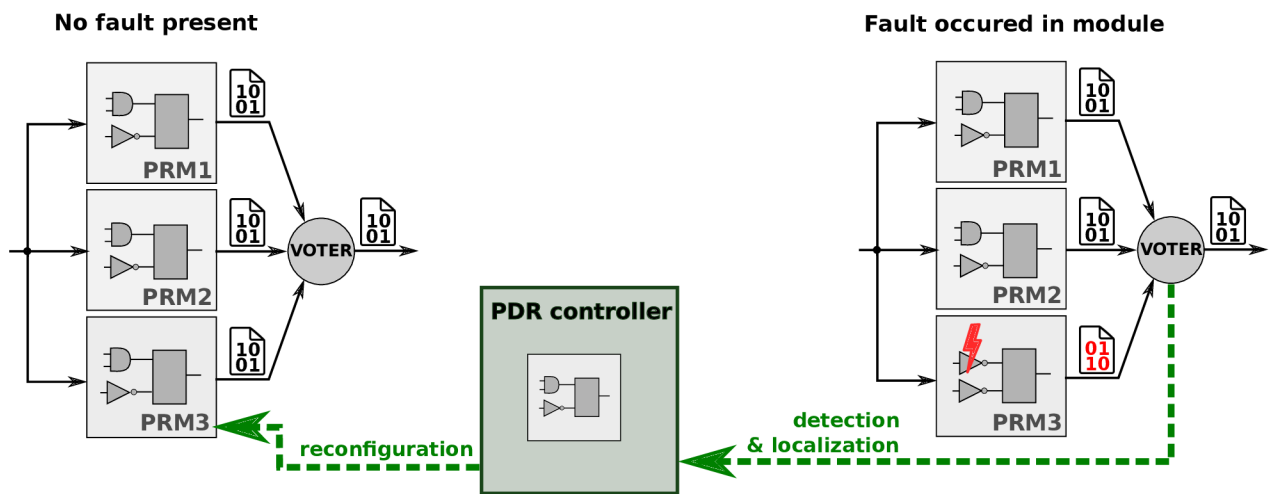 No fault present
10
01
PRM1
10
01
PRM2
10
01
PRM3
VOTER
10
01
PDR controller
reconfiguration
detection
& localization
Fault occured in module
10
01
PRM1
10
01
PRM2
01
10
PRM3
VOTER
10
01